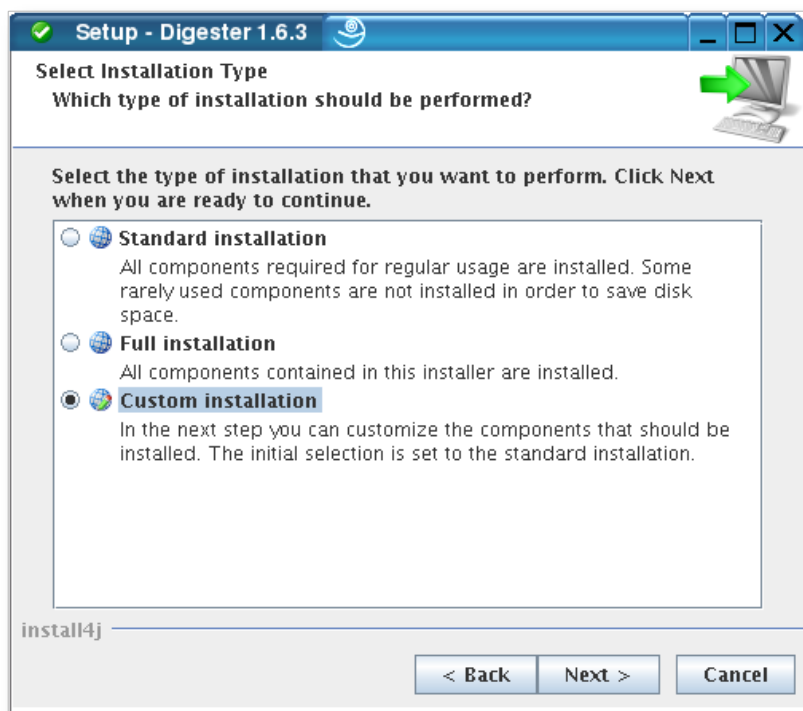 Setup - Digester 1.6.3
Select Installation Type
Which type of installation should be performed?
Select the type of installation that you want to perform. Click Next
when you are ready to continue.
Standard installation
All components required for regular usage are installed. Some
rarely used components are not installed in order to save disk
space.
Full installation
All components contained in this installer are installed.
Custom installation
In the next step you can customize the components that should be
installed. The initial selection is set to the standard installation.
install4j
< Back
Next >
Cancel